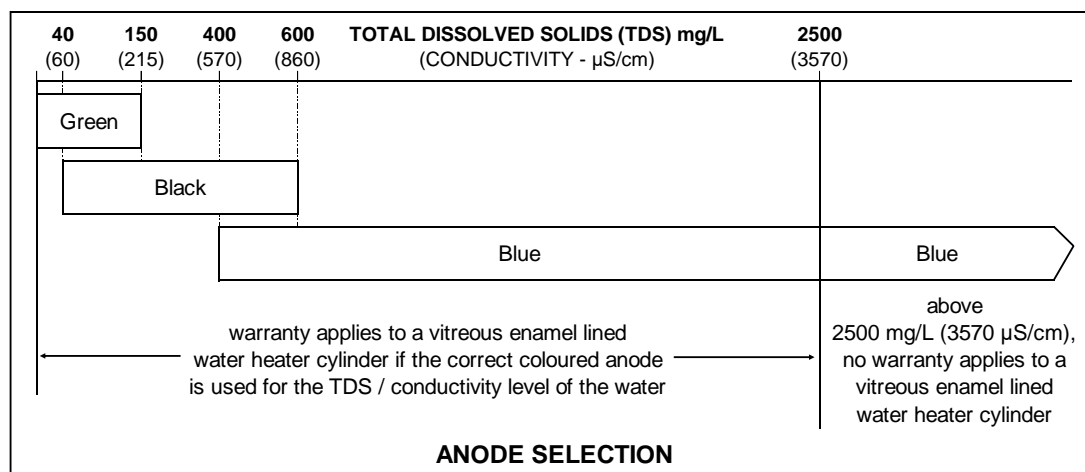 40 150 400 600 TOTAL DISSOLVED SOLIDS (TDS) mg/L 2500
(60) (215) (570) (860) (CONDUCTIVITY - µS/cm) (3570)
Green
Black
Blue Blue
warranty applies to a vitreous enamel lined
water heater cylinder if the correct coloured anode
is used for the TDS / conductivity level of the water
above
2500 mg/L (3570 µS/cm),
no warranty applies to a
vitreous enamel lined
water heater cylinder
ANODE SELECTION